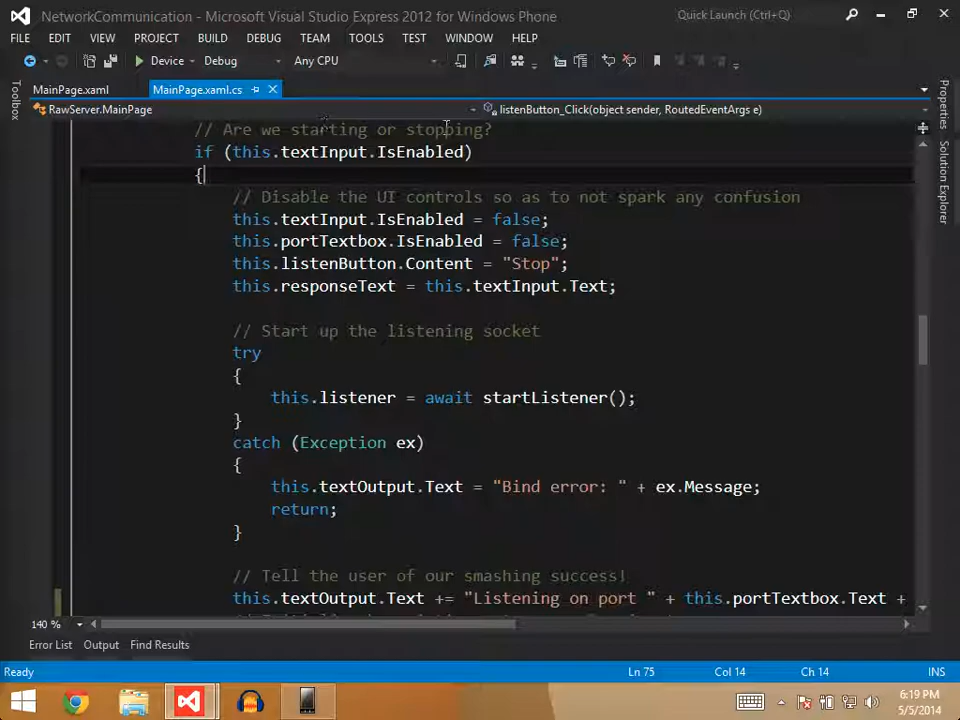 NetworkCommunication - Microsoft Visual Studio Express 2012 for Windows Phone
Quick Launch (Ctrl+Q)
FILE EDIT VIEW PROJECT BUILD DEBUG TEAM TOOLS TEST WINDOW HELP
Device Debug Any CPU
Toolbox
MainPage.xaml MainPage.xaml.cs
RawServer.MainPage listenButton_Click(object sender, RoutedEventArgs e)
Properties
Solution Explorer
// Are we starting or stopping?
if (this.textInput.IsEnabled)
{
// Disable the UI controls so as to not spark any confusion
this.textInput.IsEnabled = false;
this.portTextbox.IsEnabled = false;
this.listenButton.Content = "Stop";
this.responseText = this.textInput.Text;
// Start up the listening socket
try
{
this.listener = await startListener();
}
catch (Exception ex)
{
this.textOutput.Text = "Bind error: " + ex.Message;
return;
}
// Tell the user of our smashing success!
this.textOutput.Text += "Listening on port " + this.portTextbox.Text +
140 %
Error List Output Find Results
Ready Ln 75 Col 14 Ch 14 INS
6:19 PM
5/5/2014